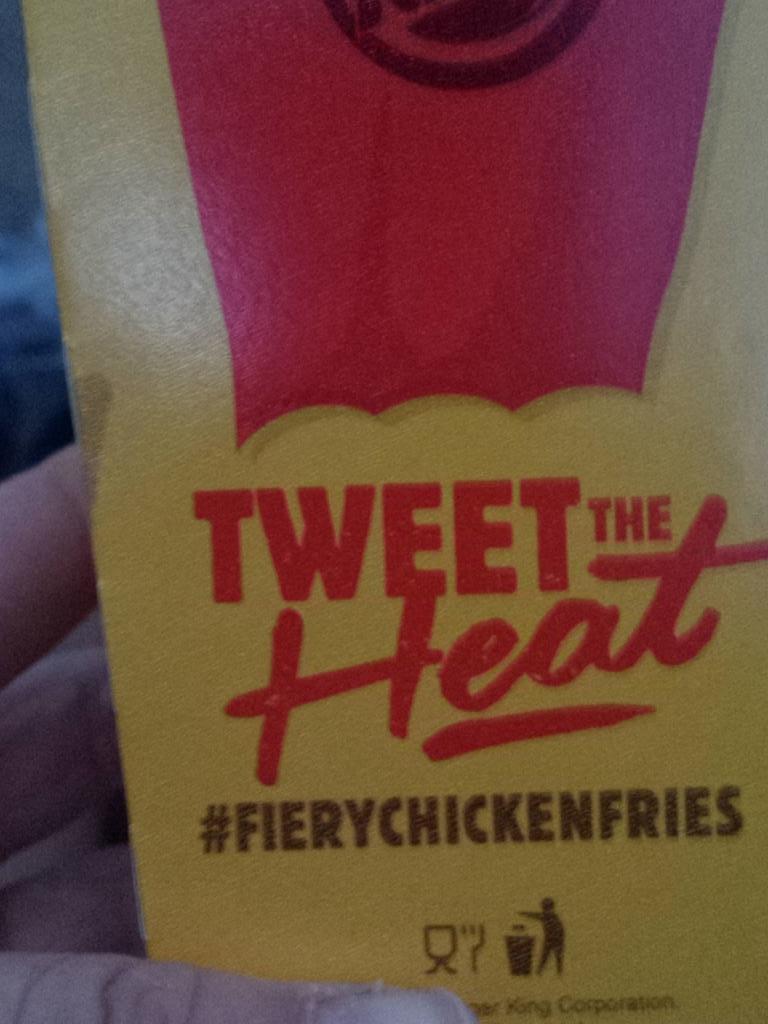 TWEET THE
Heat
#FIERYCHICKENFRIES
King Corporation.